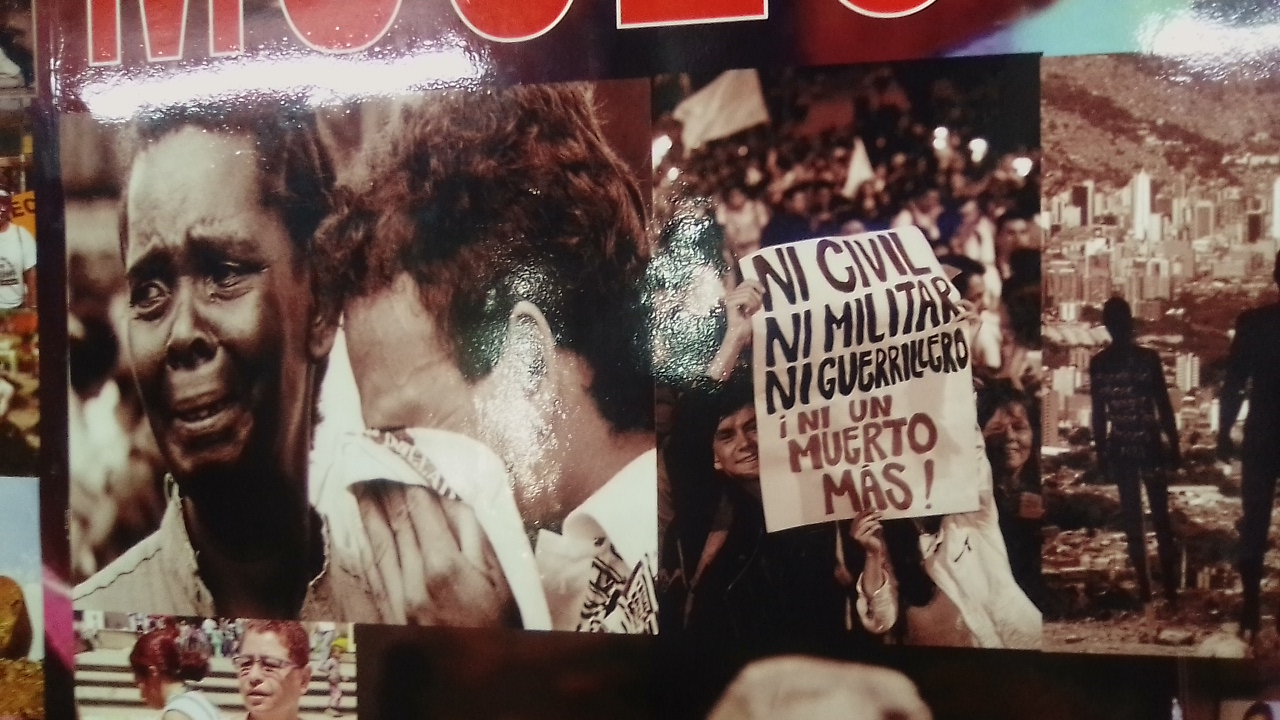 NI CIVIL
NI MILITAR
NI GUERRILLERO
¡NI UN
MUERTO
MÁS!